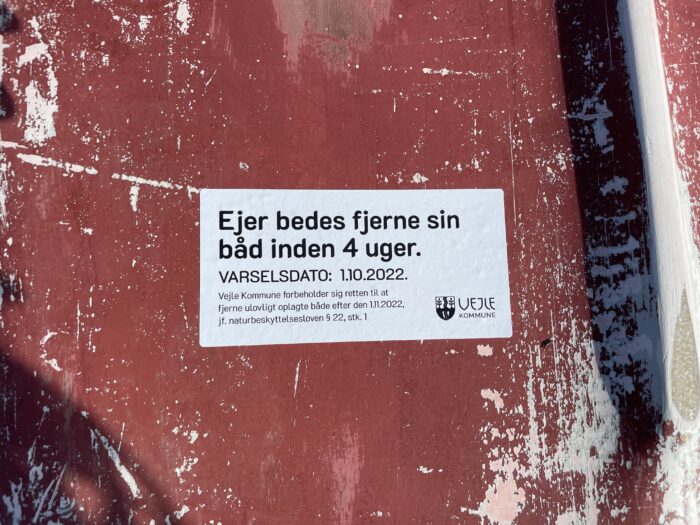 Ejer bedes fjerne sin
båd inden 4 uger.
VARSELSDATO: 1.10.2022.
Vejle Kommune forbeholder sig retten til at
fjerne ulovligt oplagte både efter den 1.11.2022,
jf. naturbeskyttelsesloven § 22, stk. 1
VEJLE
KOMMUNE